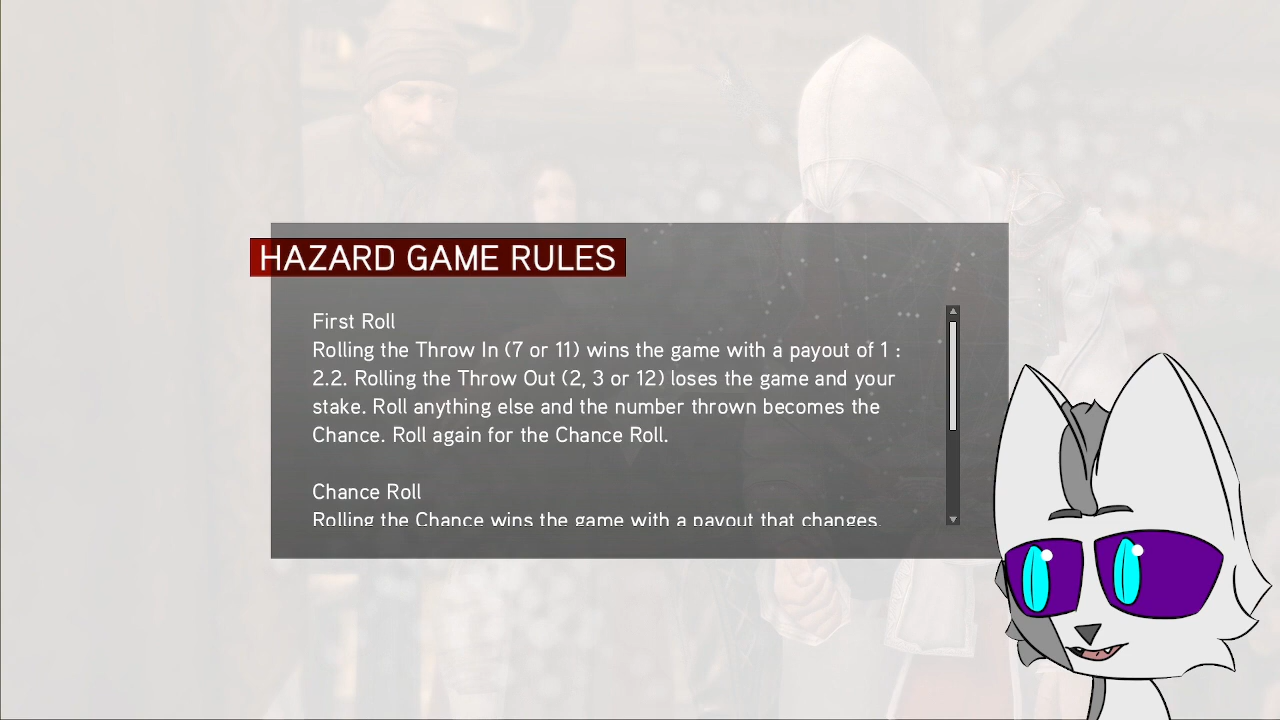 HAZARD GAME RULES
First Roll
Rolling the Throw In (7 or 11) wins the game with a payout of 1 :
2.2. Rolling the Throw Out (2, 3 or 12) loses the game and your
stake. Roll anything else and the number thrown becomes the
Chance. Roll again for the Chance Roll.
Chance Roll
Rolling the Chance wins the game with a payout that changes